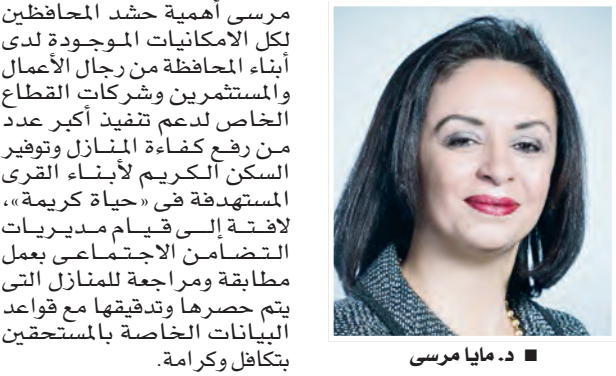 مرسى أهمية حشد المحافظين
لكل الامكانيات الموجودة لدى
أبناء المحافظة من رجال الأعمال
والمستثمرين وشركات القطاع
الخاص لدعم تنفيذ أكبر عدد
من رفع كفاءة المنازل وتوفير
السكن الكريم لأبناء القرى
المستهدفة فى «حياة كريمة»،
لافتة إلى قيام مديريات
التضامن الاجتماعى بعمل
مطابقة ومراجعة للمنازل التى
يتم حصرها وتدقيقها مع قواعد
البيانات الخاصة بالمستحقين
بتكافل وكرامة.
■ د. مايا مرسى